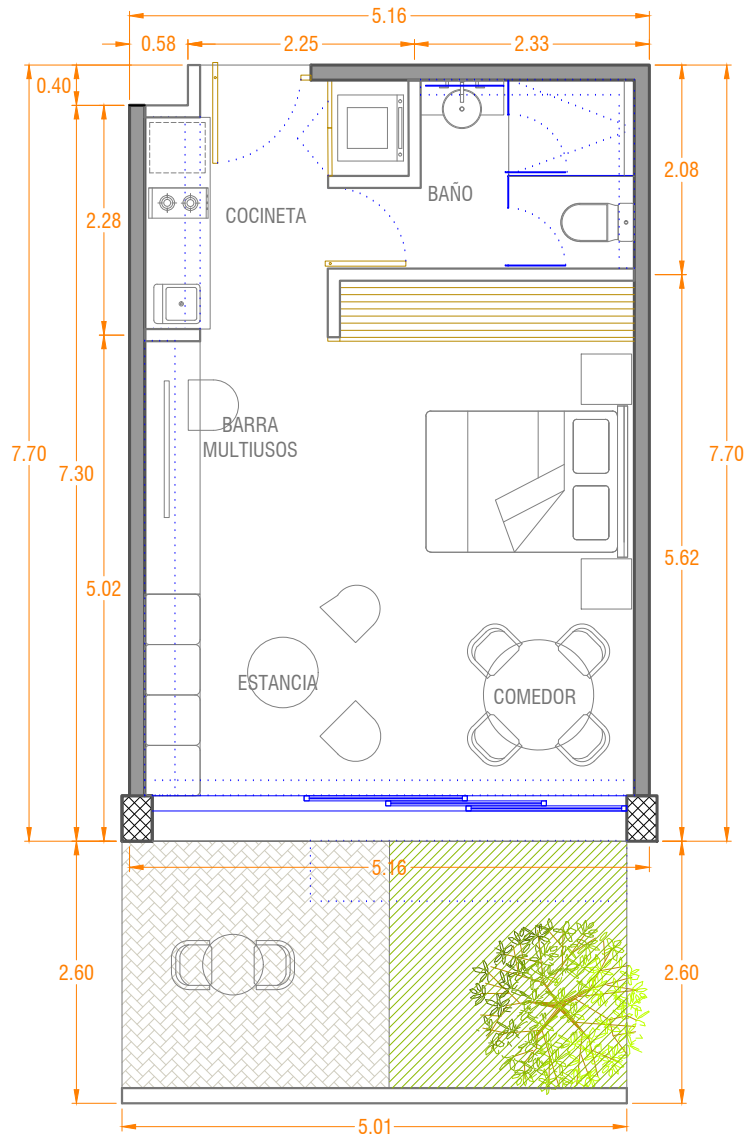 5.16
0.58
2.25
2.33
0.40
2.08
BAÑO
COCINETA
2.28
BARRA
MULTIUSOS
7.70
7.30
7.70
5.62
5.02
ESTANCIA
COMEDOR
5.16
2.60
2.60
5.01